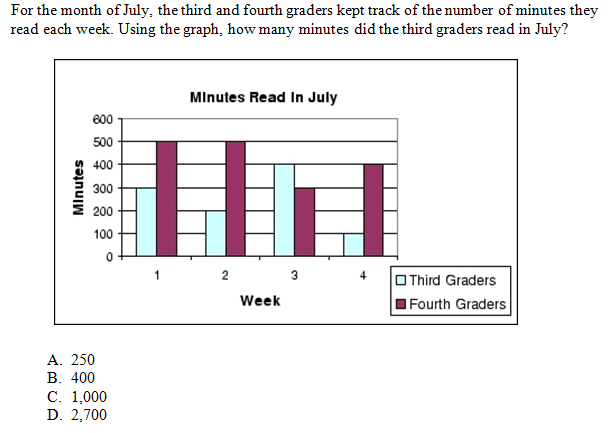 For the month of July, the third and fourth graders kept track of the number of minutes they
read each week. Using the graph, how many minutes did the third graders read in July?
Minutes Read In July
600
500
400
300
200
100
0
Minutes
1 2 3 4
Week
Third Graders
Fourth Graders
A. 250
B. 400
C. 1,000
D. 2,700